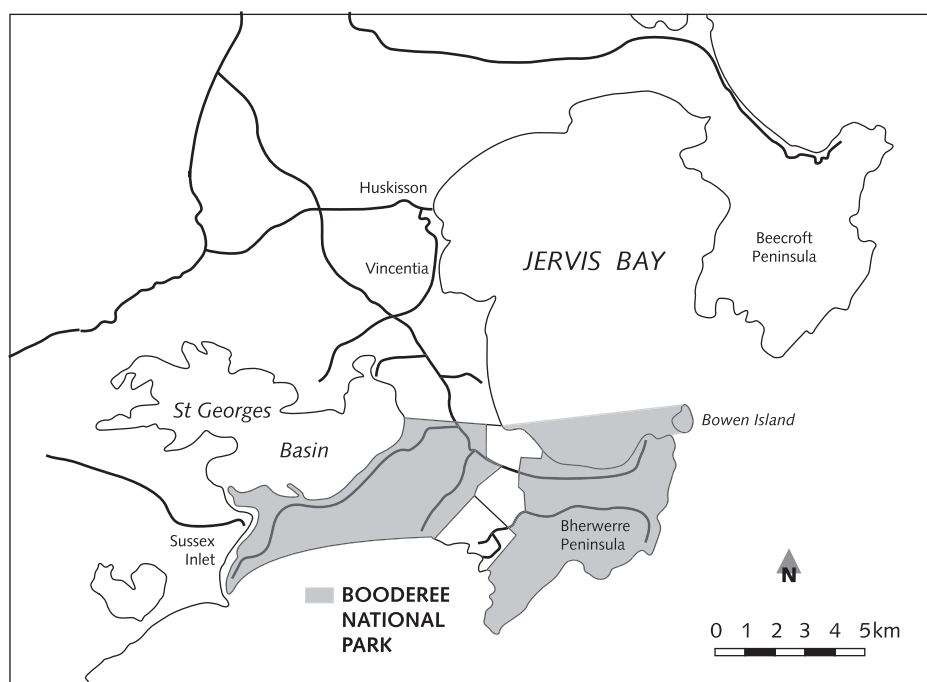 Huskisson
JERVIS BAY
Beecroft
Peninsula
Vincentia
St Georges
Basin
Bowen Island
Sussex
Inlet
Bherwerre
Peninsula
N
BOODEREE
NATIONAL
PARK
0 1 2 3 4 5km